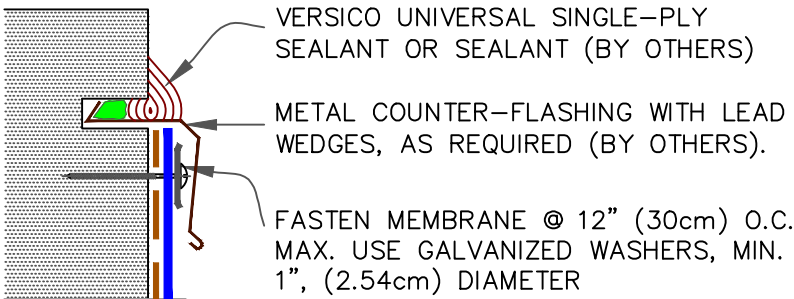 VERSICO UNIVERSAL SINGLE–PLY
SEALANT OR SEALANT (BY OTHERS)
METAL COUNTER–FLASHING WITH LEAD
WEDGES, AS REQUIRED (BY OTHERS).
FASTEN MEMBRANE @ 12” (30cm) O.C.
MAX. USE GALVANIZED WASHERS, MIN.
1”, (2.54cm) DIAMETER